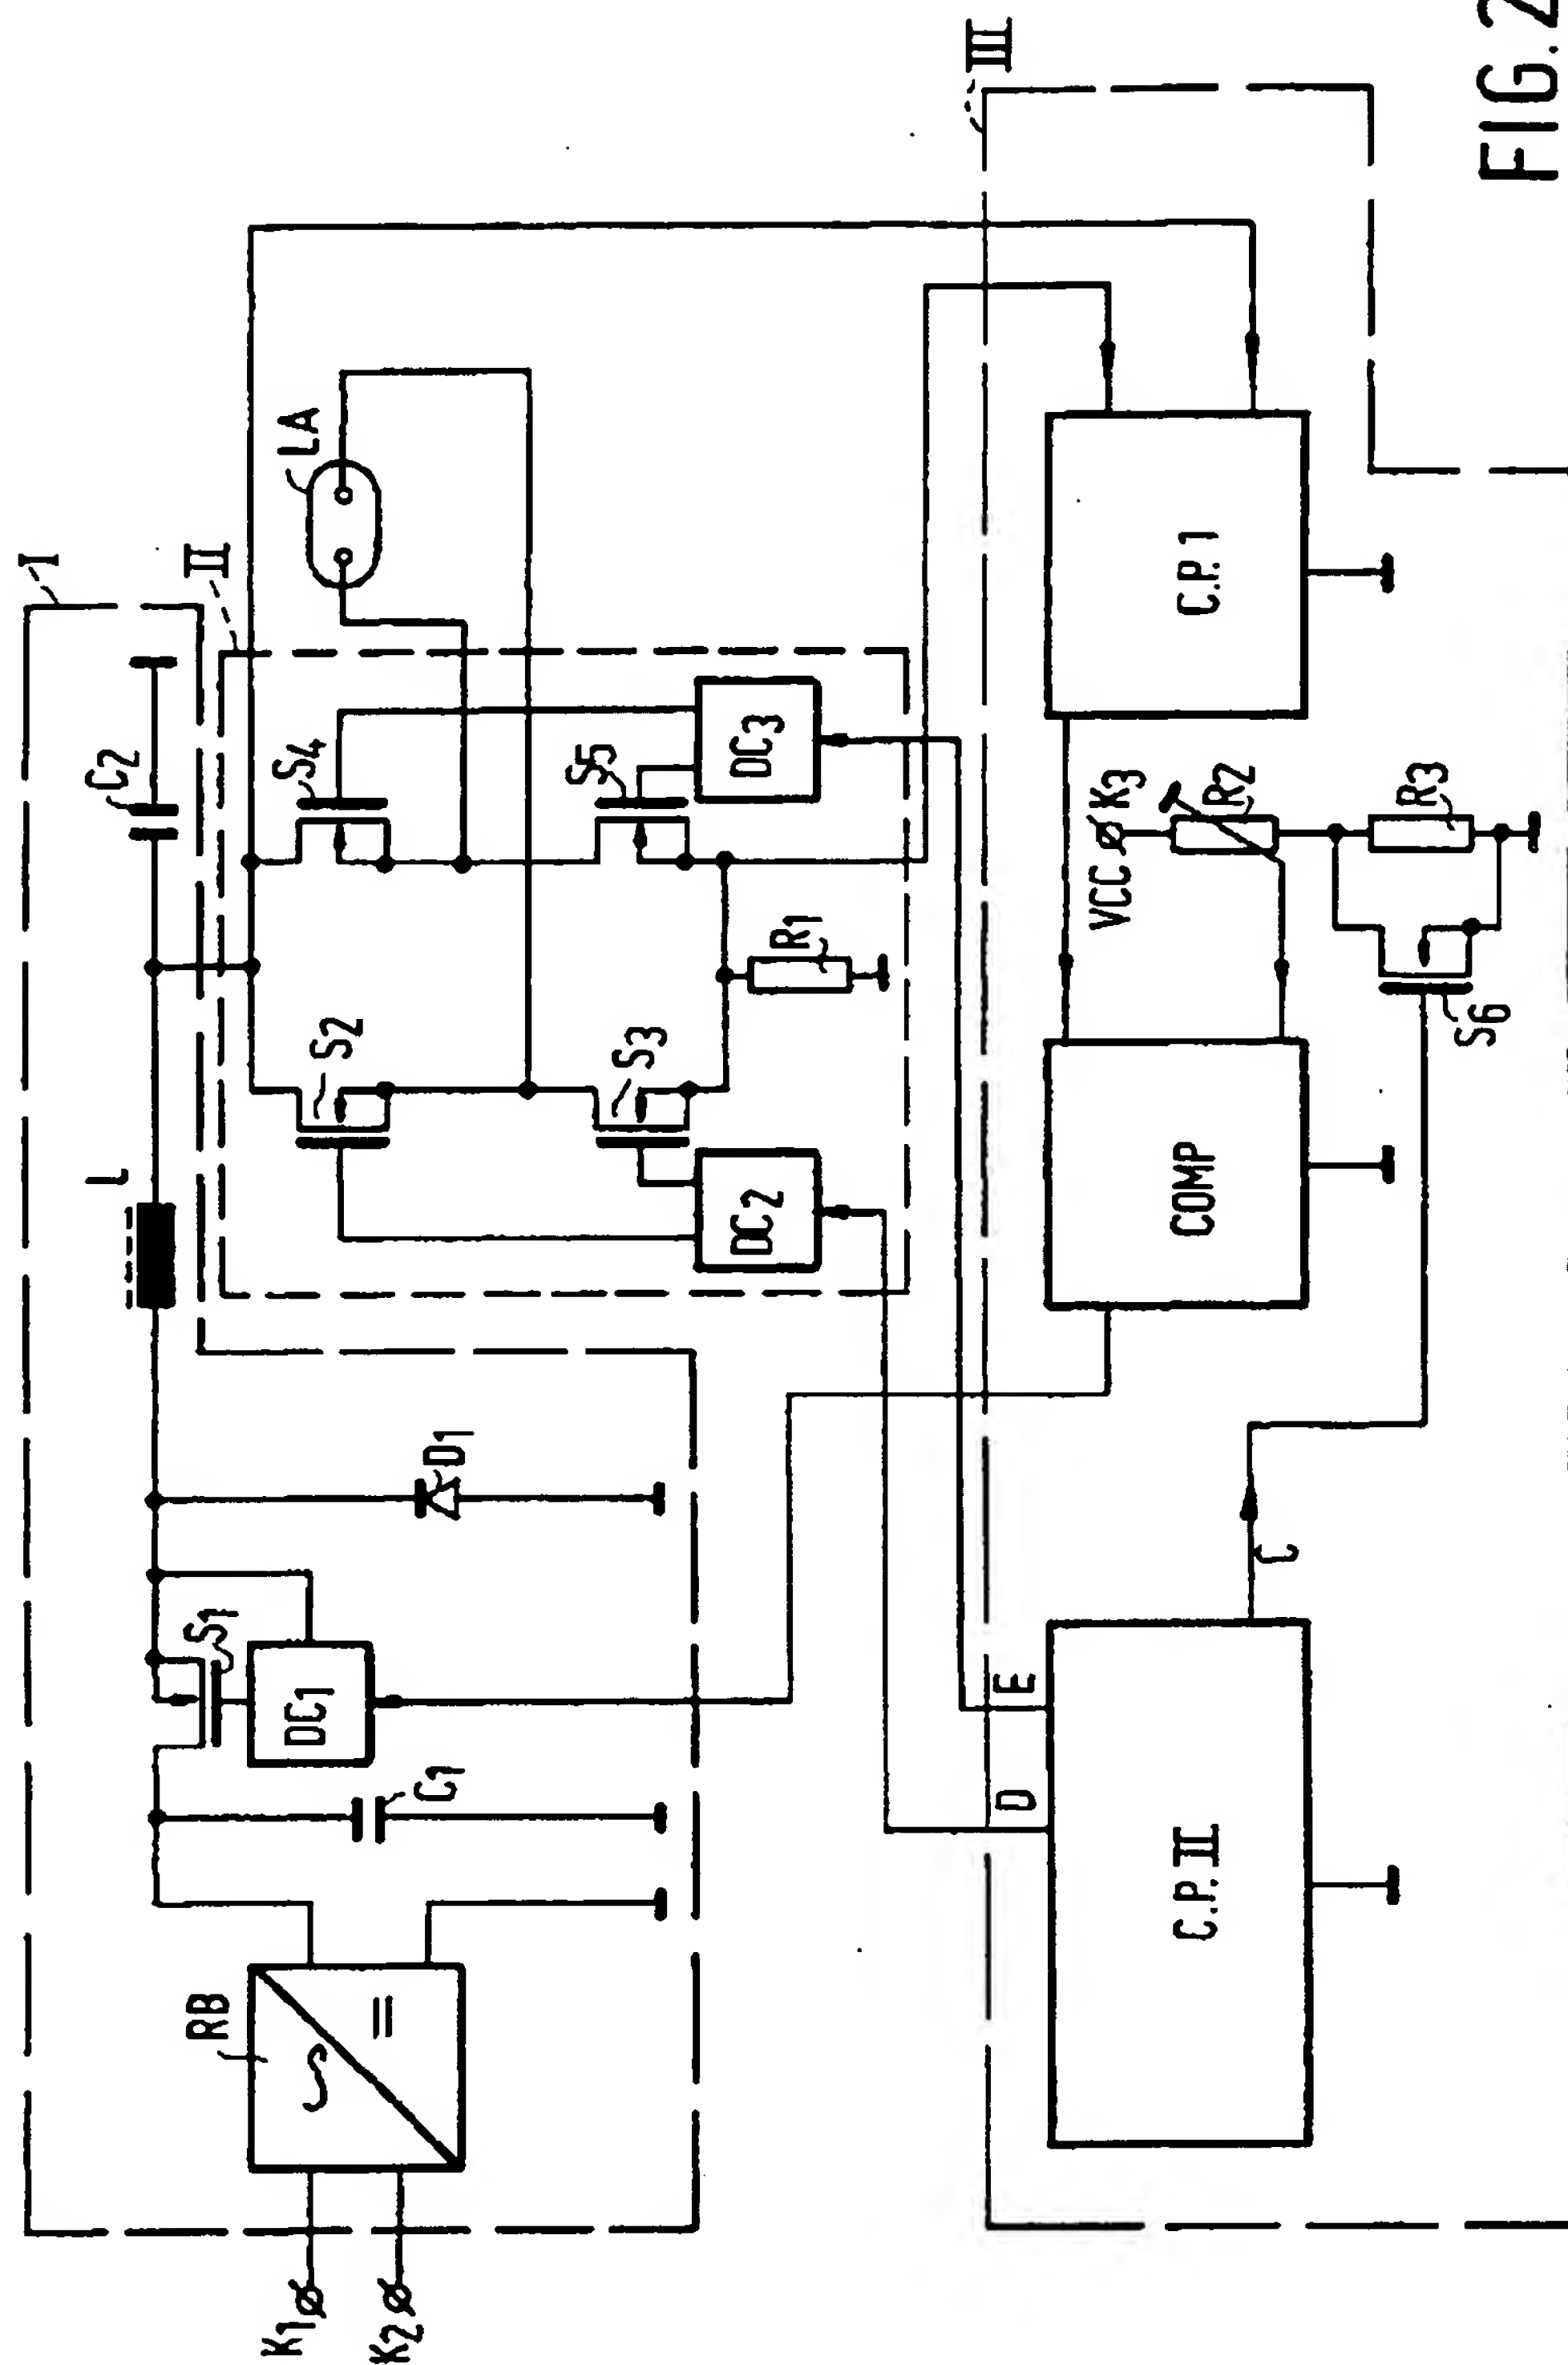 I
L
C2
II
K1
K2
RB
S1
DC1
C1
D1
S2
S4
LA
S3
S5
R1
DC2
DC3
III
D
E
C.P.II
C
COMP
C.P.1
VCC
K3
R2
R3
S6
FIG.2